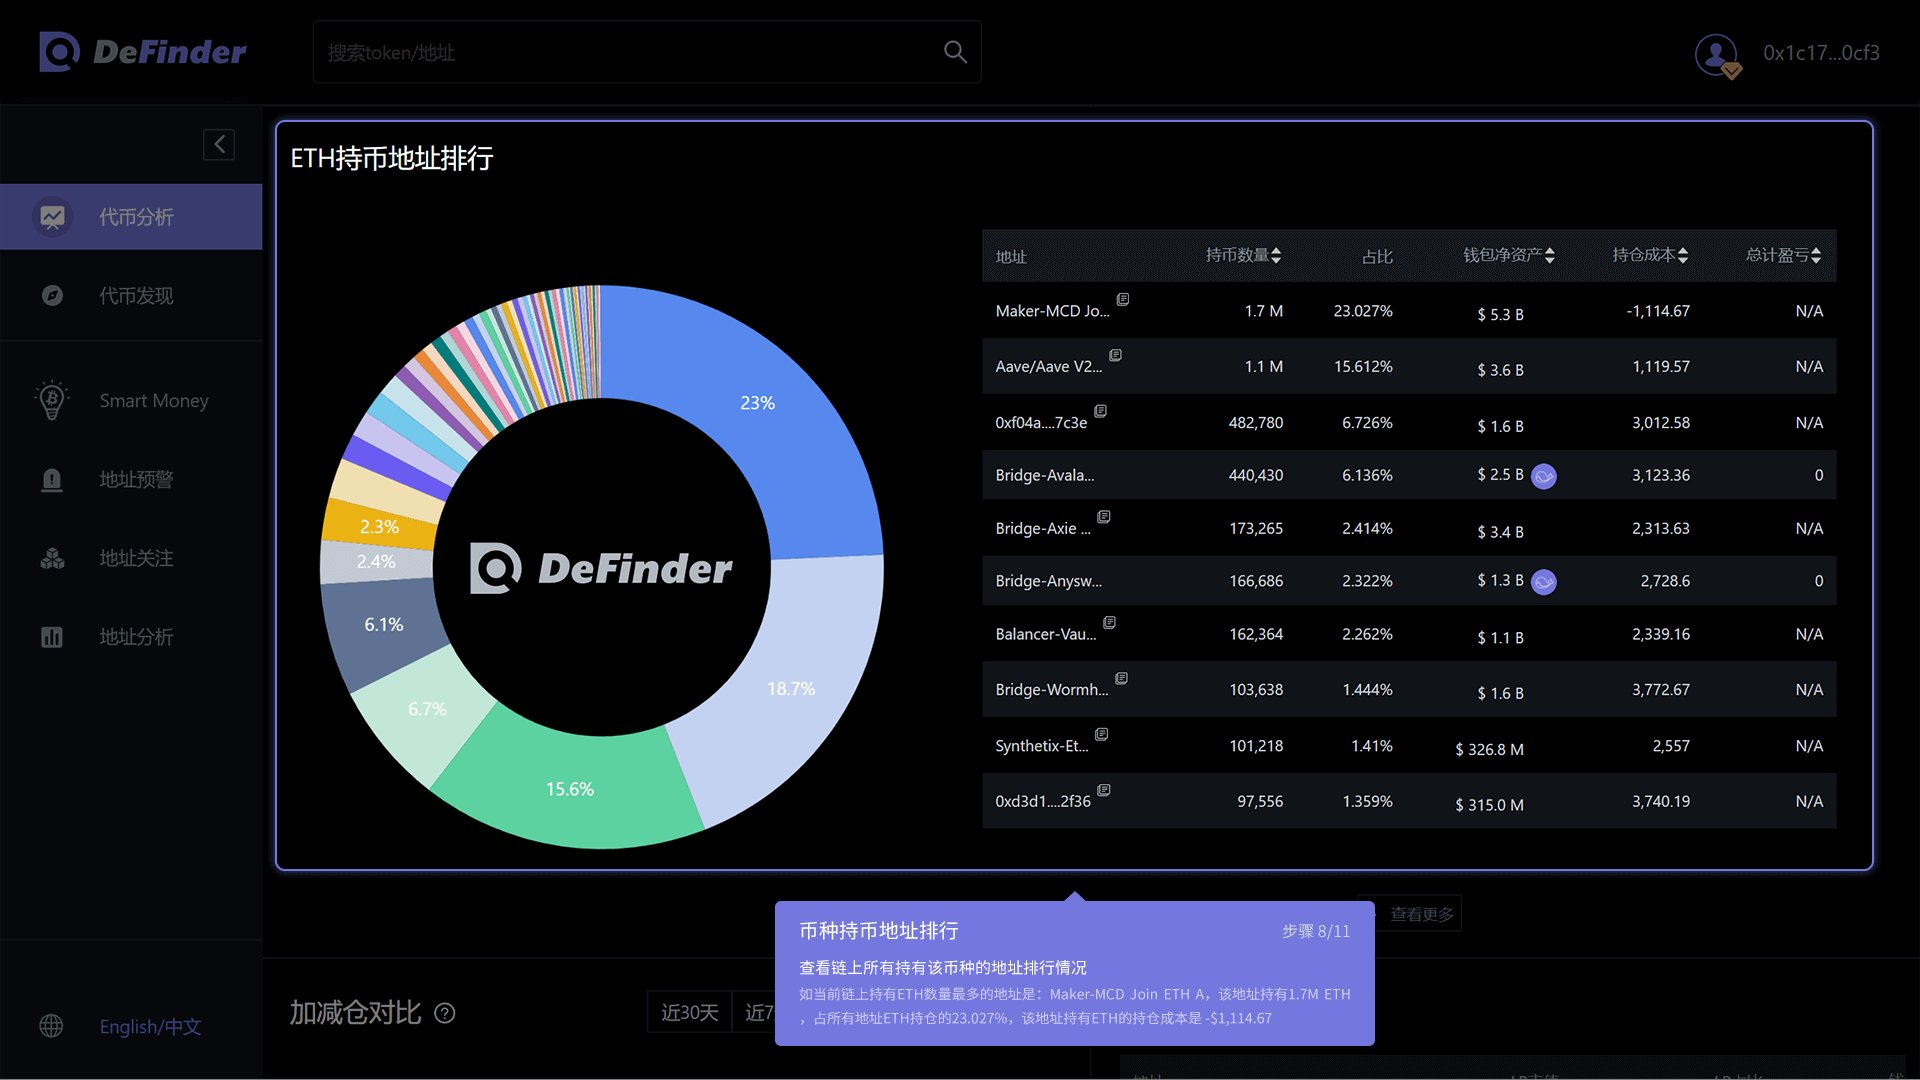 DeFinder
搜索token/地址
0x1c17...0cf3
代币分析
代币发现
Smart Money
地址预警
地址关注
地址分析
English/中文
ETH持币地址排行
23%
18.7%
15.6%
6.7%
6.1%
2.4%
2.3%
DeFinder
地址 持币数量 占比 钱包净资产 持仓成本 总计盈亏
Maker-MCD Jo... 1.7 M 23.027% $ 5.3 B -1,114.67 N/A
Aave/Aave V2... 1.1 M 15.612% $ 3.6 B 1,119.57 N/A
0xf04a....7c3e 482,780 6.726% $ 1.6 B 3,012.58 N/A
Bridge-Avala... 440,430 6.136% $ 2.5 B 3,123.36 0
Bridge-Axie ... 173,265 2.414% $ 3.4 B 2,313.63 N/A
Bridge-Anysw... 166,686 2.322% $ 1.3 B 2,728.6 0
Balancer-Vau... 162,364 2.262% $ 1.1 B 2,339.16 N/A
Bridge-Wormh... 103,638 1.444% $ 1.6 B 3,772.67 N/A
Synthetix-Et... 101,218 1.41% $ 326.8 M 2,557 N/A
0xd3d1....2f36 97,556 1.359% $ 315.0 M 3,740.19 N/A
查看更多
币种持币地址排行 步骤 8/11
查看链上所有持有该币种的地址排行情况
如当前链上持有ETH数量最多的地址是：Maker-MCD Join ETH A，该地址持有1.7M ETH
，占所有地址ETH持仓的23.027%，该地址持有ETH的持仓成本是 -$1,114.67
加减仓对比 ?
近30天 近7